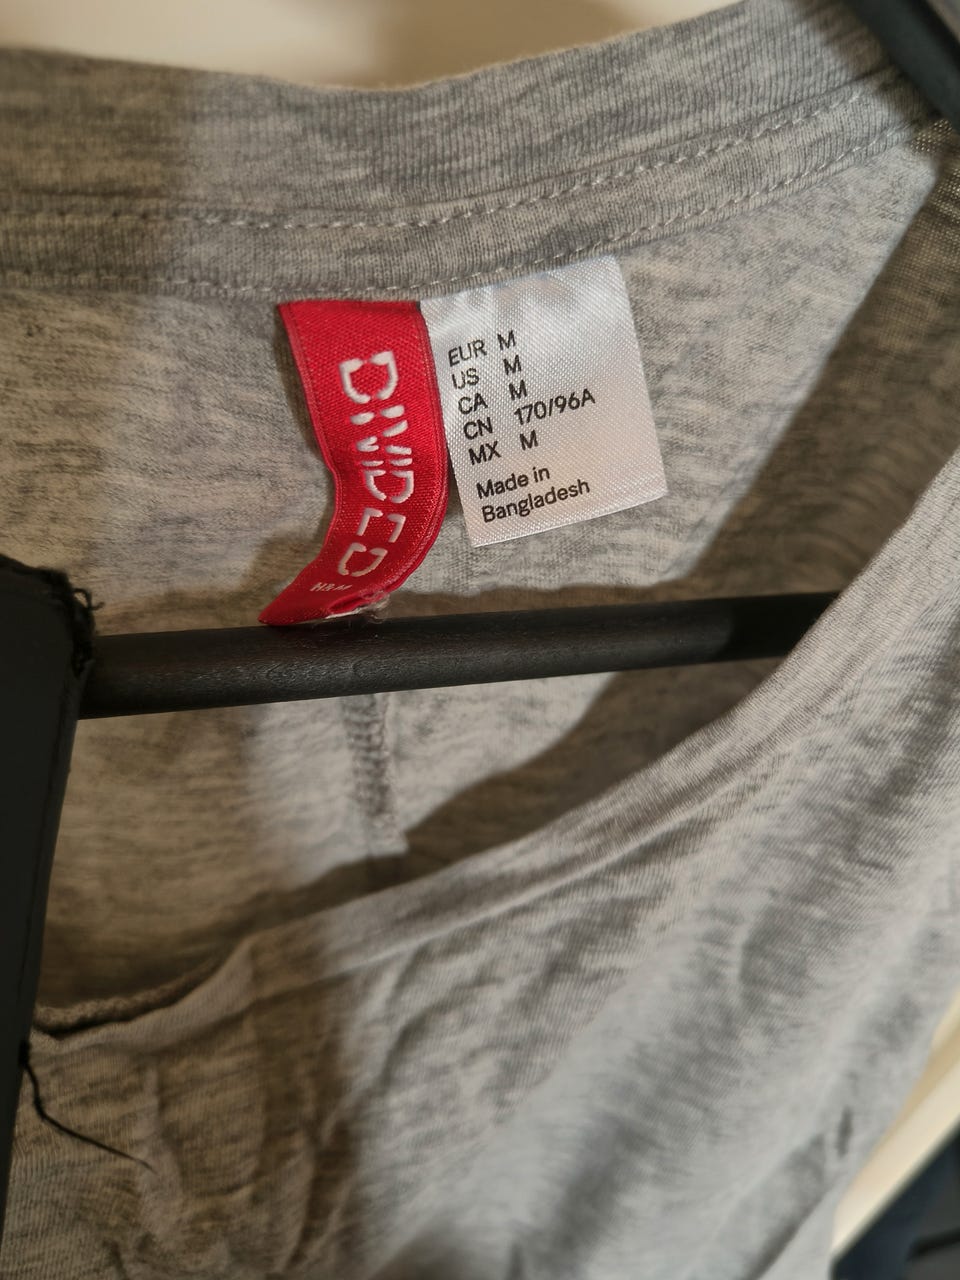 DIVIDED
H&M
EUR M
US M
CA M
CN 170/96A
MX M
Made in
Bangladesh